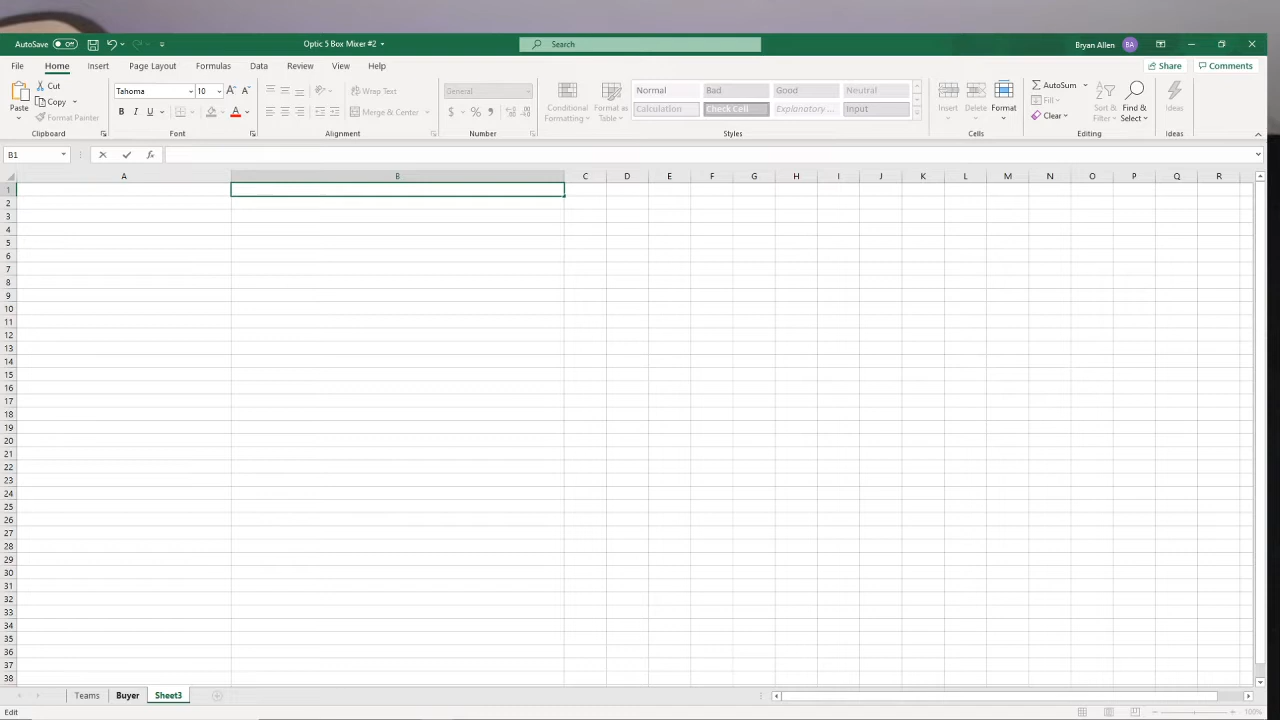 AutoSave Off Optic 5 Box Mixer #2 Search Bryan Allen BA
File Home Insert Page Layout Formulas Data Review View Help Share Comments
Paste Cut Copy Format Painter Clipboard
Tahoma 10 B I U A Font
Wrap Text Merge & Center Alignment
General $ % Number
Conditional Formatting Format as Table Normal Bad Good Neutral Calculation Check Cell Explanatory ... Input Styles
Insert Delete Format Cells
AutoSum Fill Clear Sort & Filter Find & Select Editing
Ideas Ideas
B1 fx
A B C D E F G H I J K L M N O P Q R
1
2
3
4
5
6
7
8
9
10
11
12
13
14
15
16
17
18
19
20
21
22
23
24
25
26
27
28
29
30
31
32
33
34
35
36
37
38
Teams Buyer Sheet3
Edit 100%